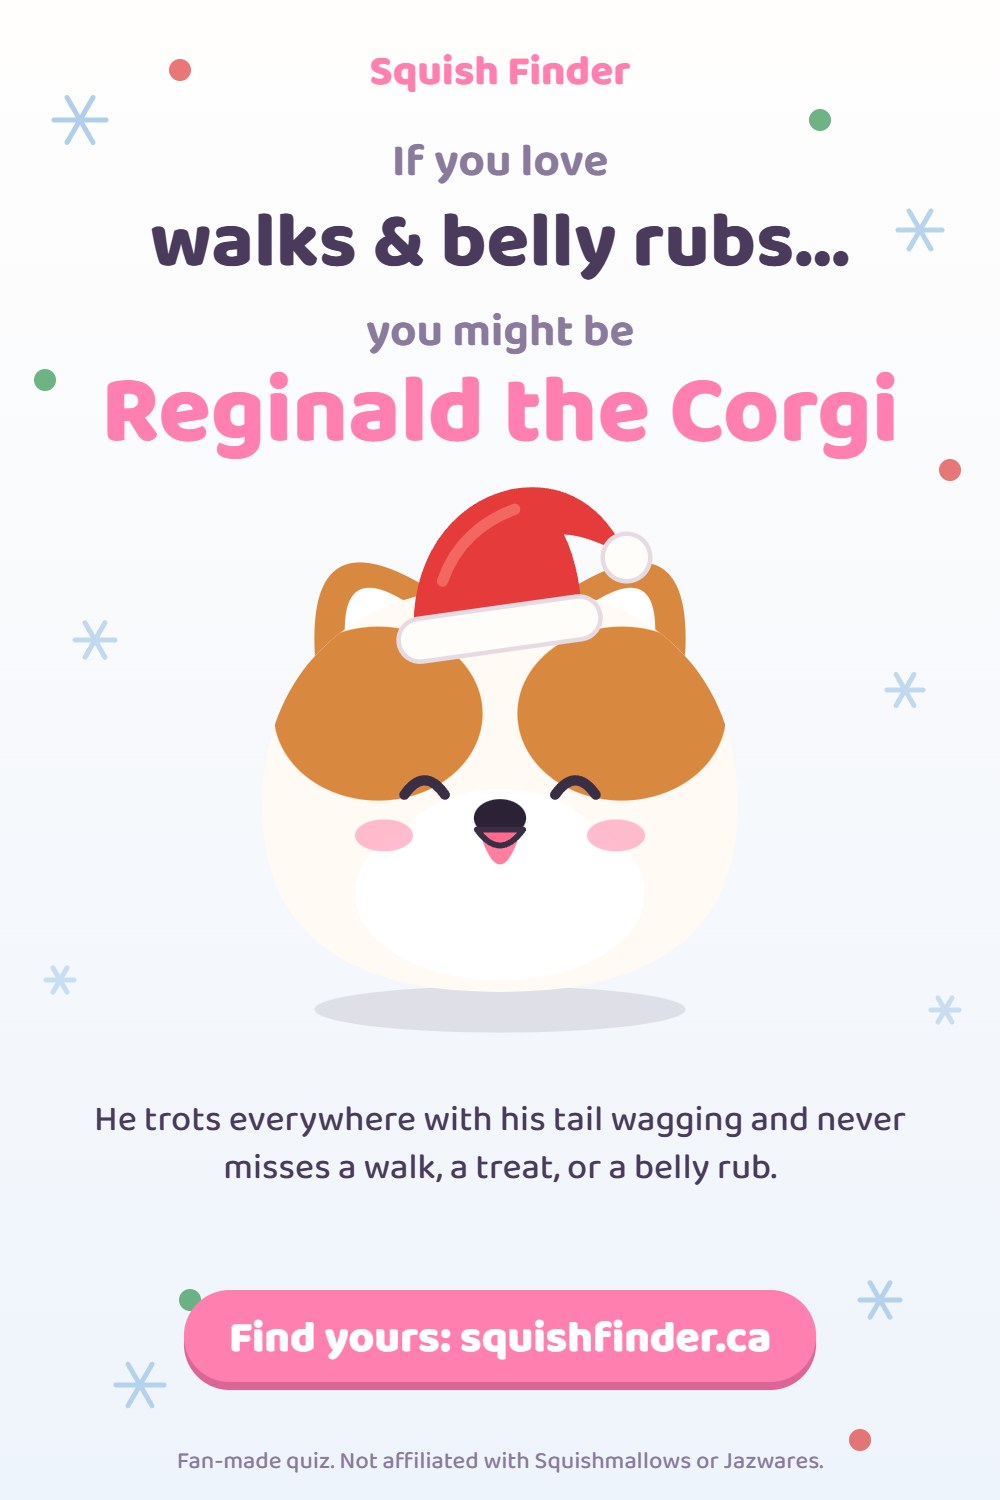 Squish Finder
If you love
walks & belly rubs...
you might be
Reginald the Corgi
He trots everywhere with his tail wagging and never
misses a walk, a treat, or a belly rub.
Find yours: squishfinder.ca
Fan-made quiz. Not affiliated with Squishmallows or Jazwares.